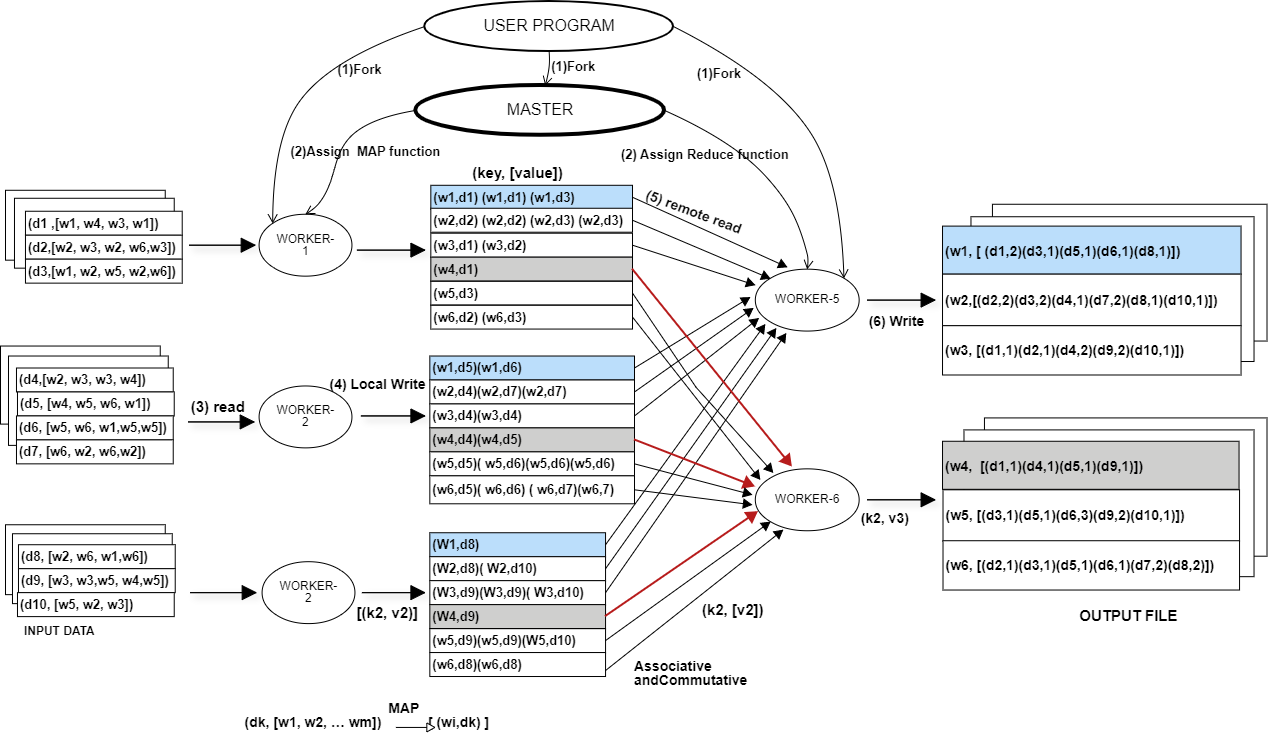 USER PROGRAM
(1)Fork
(1)Fork
(1)Fork
MASTER
(2)Assign MAP function
(2) Assign Reduce function
(key, [value])
(d1 ,[w1, w4, w3, w1])
(d2,[w2, w3, w2, w6,w3])
(d3,[w1, w2, w5, w2,w6])
WORKER-
1
(w1,d1) (w1,d1) (w1,d3)
(w2,d2) (w2,d2) (w2,d3) (w2,d3)
(w3,d1) (w3,d2)
(w4,d1)
(w5,d3)
(w6,d2) (w6,d3)
(5) remote read
WORKER-5
(6) Write
(w1, [ (d1,2)(d3,1)(d5,1)(d6,1)(d8,1)])
(w2,[(d2,2)(d3,2)(d4,1)(d7,2)(d8,1)(d10,1)])
(w3, [(d1,1)(d2,1)(d4,2)(d9,2)(d10,1)])
(d4,[w2, w3, w3, w4])
(d5, [w4, w5, w6, w1])
(d6, [w5, w6, w1,w5,w5])
(d7, [w6, w2, w6,w2])
(3) read
WORKER-
2
(4) Local Write
(w1,d5)(w1,d6)
(w2,d4)(w2,d7)(w2,d7)
(w3,d4)(w3,d4)
(w4,d4)(w4,d5)
(w5,d5)( w5,d6)(w5,d6)(w5,d6)
(w6,d5)( w6,d6) ( w6,d7)(w6,7)
WORKER-6
(k2, v3)
(w4, [(d1,1)(d4,1)(d5,1)(d9,1)])
(w5, [(d3,1)(d5,1)(d6,3)(d9,2)(d10,1)])
(w6, [(d2,1)(d3,1)(d5,1)(d6,1)(d7,2)(d8,2)])
(d8, [w2, w6, w1,w6])
(d9, [w3, w3,w5, w4,w5])
(d10, [w5, w2, w3])
INPUT DATA
WORKER-
2
[(k2, v2)]
(W1,d8)
(W2,d8)( W2,d10)
(W3,d9)(W3,d9)( W3,d10)
(W4,d9)
(w5,d9)(w5,d9)(W5,d10)
(w6,d8)(w6,d8)
(k2, [v2])
OUTPUT FILE
Associative
andCommutative
MAP
(dk, [w1, w2, … wm])
[ (wi,dk) ]